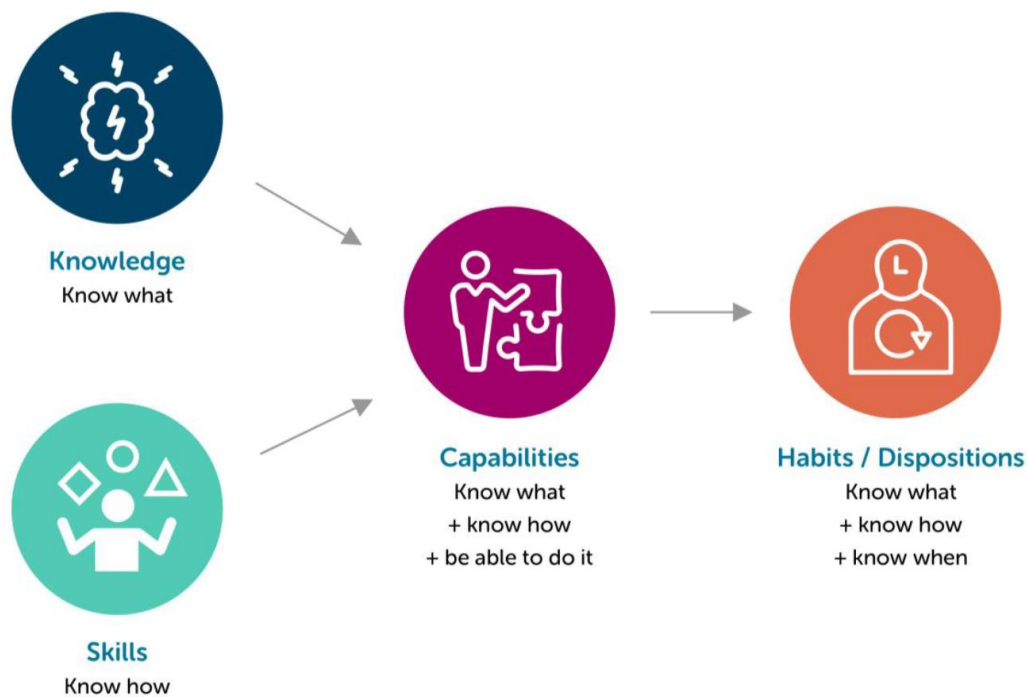 Knowledge
Know what
Skills
Know how
Capabilities
Know what
+ know how
+ be able to do it
Habits / Dispositions
Know what
+ know how
+ know when